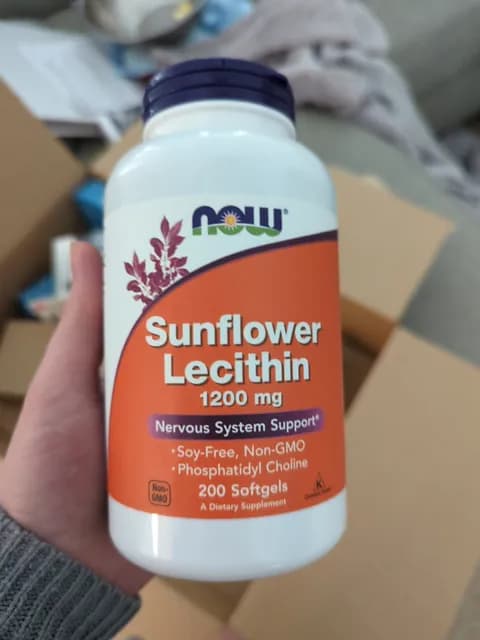 NOW®
Sunflower
Lecithin
1200 mg
Nervous System Support*
• Soy-Free, Non-GMO
• Phosphatidyl Choline
200 Softgels
A Dietary Supplement
Non-
GMO
K